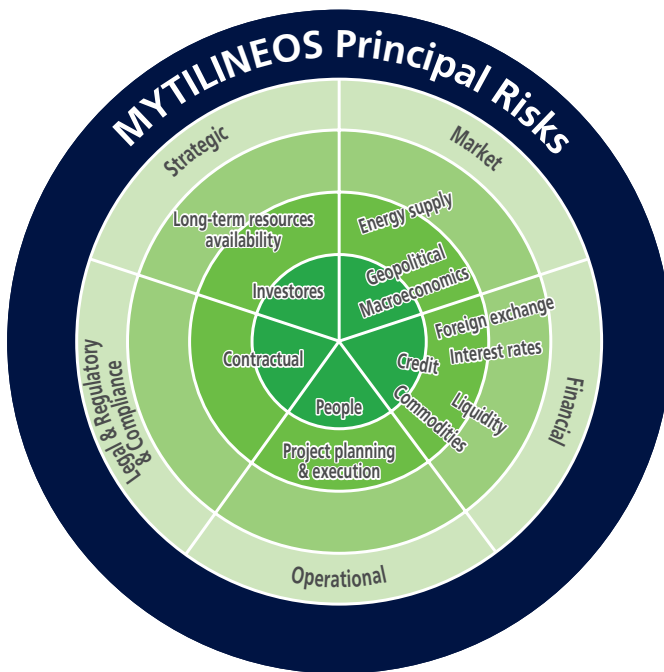 MYTILINEOS Principal Risks
Strategic
Market
Long-term resources
availability
Energy supply
Geopolitical
Macroeconomics
Investores
Foreign exchange
Interest rates
Contractual
Credit
Commodities
Liquidity
Financial
Legal & Regulatory
& Compliance
People
Project planning
& execution
Operational